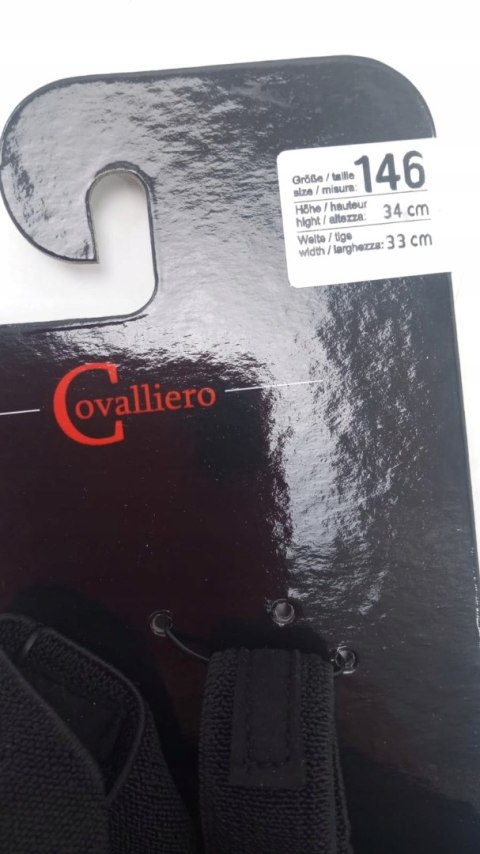 Größe / taille
size / misura: 146
Höhe / hauteur
hight / altezza: 34 cm
Weite / tige
width / larghezza: 33 cm
Covalliero